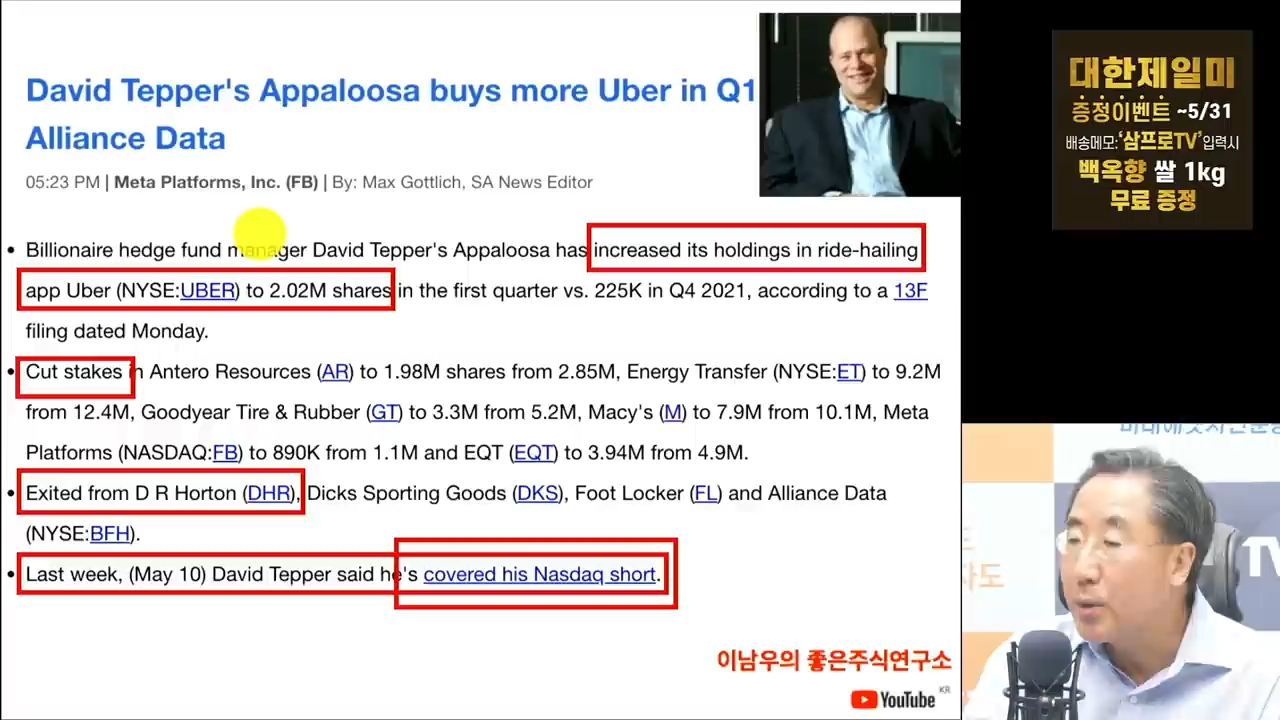 David Tepper's Appaloosa buys more Uber in Q1
Alliance Data
05:23 PM | Meta Platforms, Inc. (FB) | By: Max Gottlich, SA News Editor
• Billionaire hedge fund manager David Tepper's Appaloosa has increased its holdings in ride-hailing
app Uber (NYSE:UBER) to 2.02M shares in the first quarter vs. 225K in Q4 2021, according to a 13F
filing dated Monday.
• Cut stakes in Antero Resources (AR) to 1.98M shares from 2.85M, Energy Transfer (NYSE:ET) to 9.2M
from 12.4M, Goodyear Tire & Rubber (GT) to 3.3M from 5.2M, Macy's (M) to 7.9M from 10.1M, Meta
Platforms (NASDAQ:FB) to 890K from 1.1M and EQT (EQT) to 3.94M from 4.9M.
• Exited from D R Horton (DHR), Dicks Sporting Goods (DKS), Foot Locker (FL) and Alliance Data
(NYSE:BFH).
• Last week, (May 10) David Tepper said he's covered his Nasdaq short.
이남우의 좋은주식연구소
YouTube KR
대한제일미
증정이벤트 ~5/31
배송메모:'삼프로TV'입력시
백옥향 쌀 1kg
무료 증정
TV